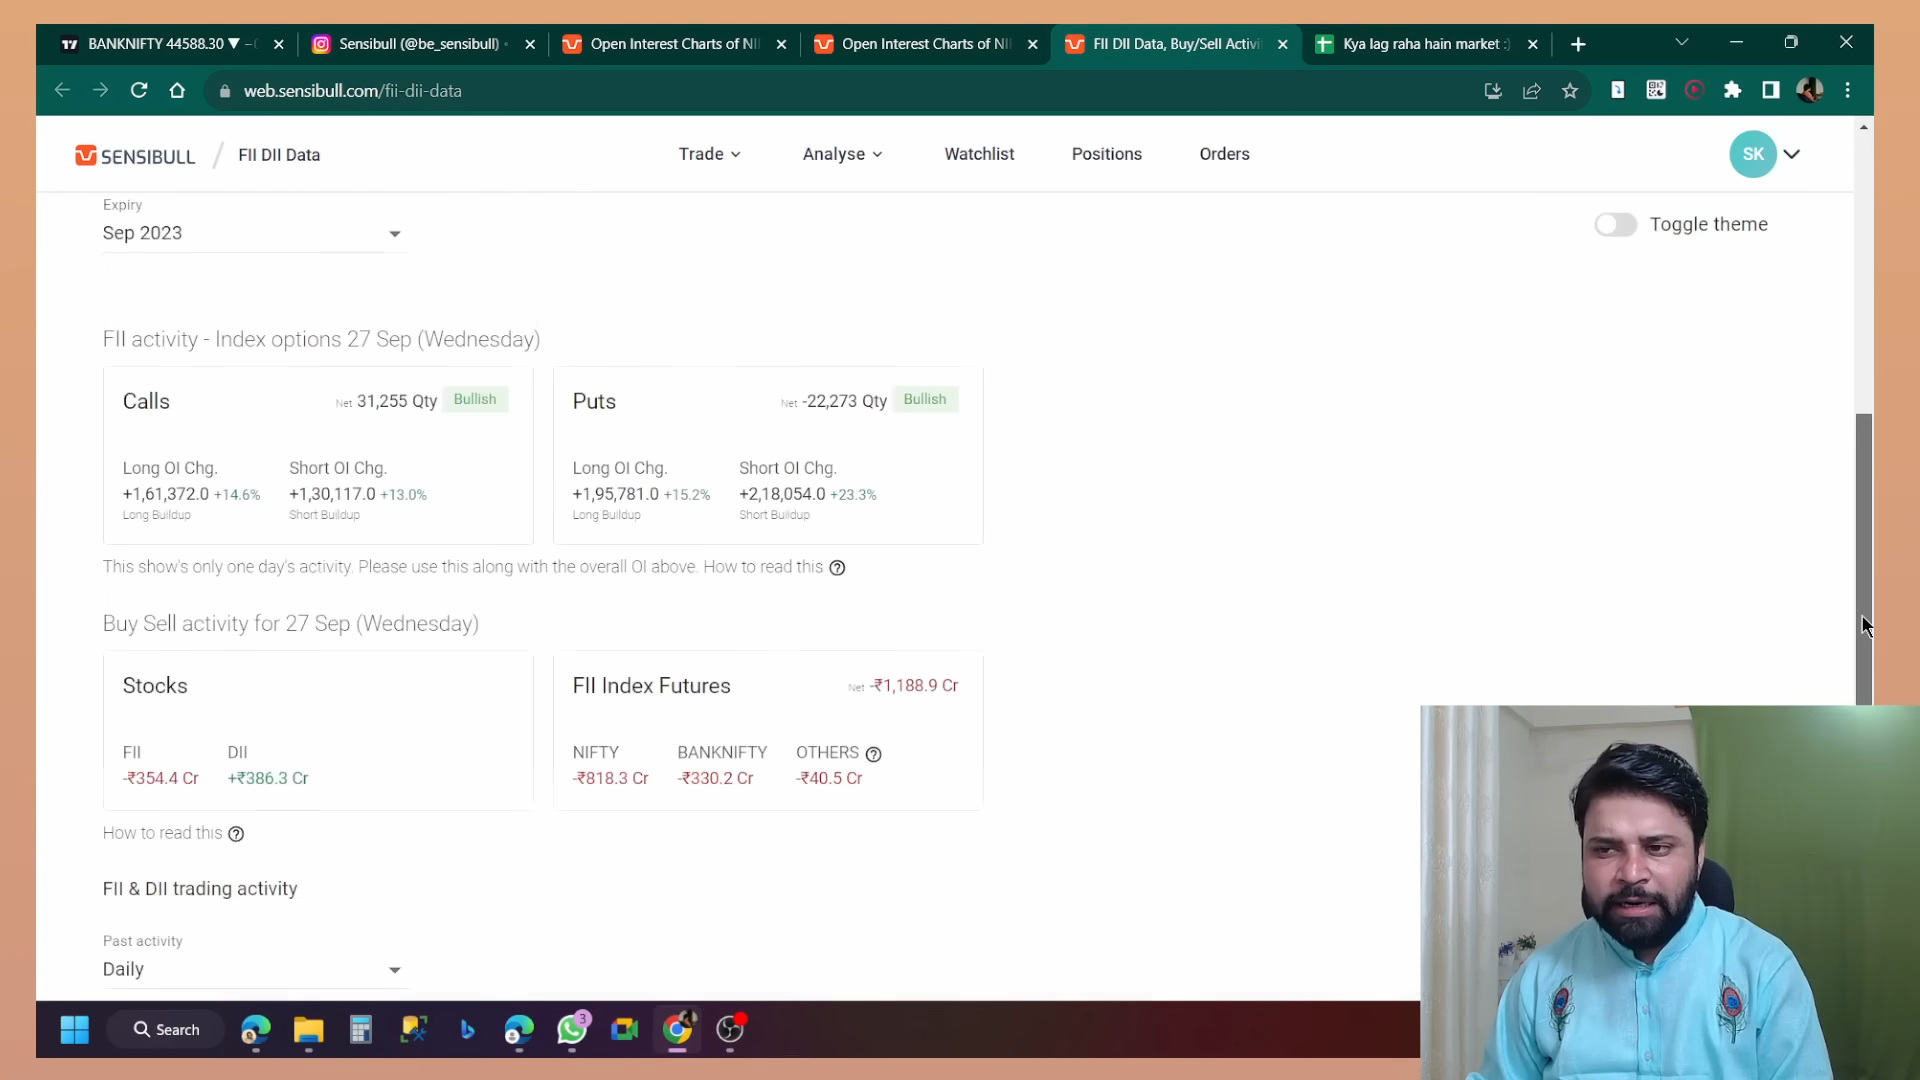 BANKNIFTY 44588.30 ▼
Sensibull (@be_sensibull)
Open Interest Charts of NI
Open Interest Charts of NI
FII DII Data, Buy/Sell Activi
Kya lag raha hain market :)
web.sensibull.com/fii-dii-data
SENSIBULL / FII DII Data
Trade
Analyse
Watchlist
Positions
Orders
SK
Expiry
Sep 2023
Toggle theme
FII activity - Index options 27 Sep (Wednesday)
Calls Net 31,255 Qty Bullish
Long OI Chg. Short OI Chg.
+1,61,372.0 +14.6% +1,30,117.0 +13.0%
Long Buildup Short Buildup
Puts Net -22,273 Qty Bullish
Long OI Chg. Short OI Chg.
+1,95,781.0 +15.2% +2,18,054.0 +23.3%
Long Buildup Short Buildup
This show's only one day's activity. Please use this along with the overall OI above. How to read this
Buy Sell activity for 27 Sep (Wednesday)
Stocks
FII DII
-₹354.4 Cr +₹386.3 Cr
FII Index Futures Net -₹1,188.9 Cr
NIFTY BANKNIFTY OTHERS
-₹818.3 Cr -₹330.2 Cr -₹40.5 Cr
How to read this
FII & DII trading activity
Past activity
Daily
Search
3